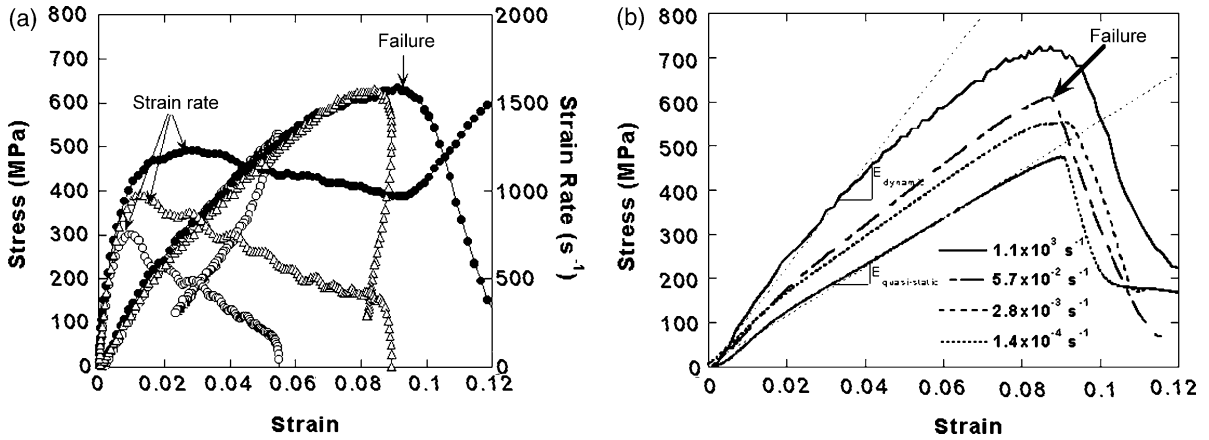 (a)
Stress (MPa)
800
700
600
500
400
300
200
100
0
Strain rate
Failure
2000
1500
1000
500
0
Strain Rate (s⁻¹)
0
0.02
0.04
0.06
0.08
0.1
0.12
Strain
(b)
Stress (MPa)
800
700
600
500
400
300
200
100
0
Failure
E dynamic
E quasi-static
1.1x10³ s⁻¹
5.7x10⁻² s⁻¹
2.8x10⁻³ s⁻¹
1.4x10⁻⁴ s⁻¹
0
0.02
0.04
0.06
0.08
0.1
0.12
Strain